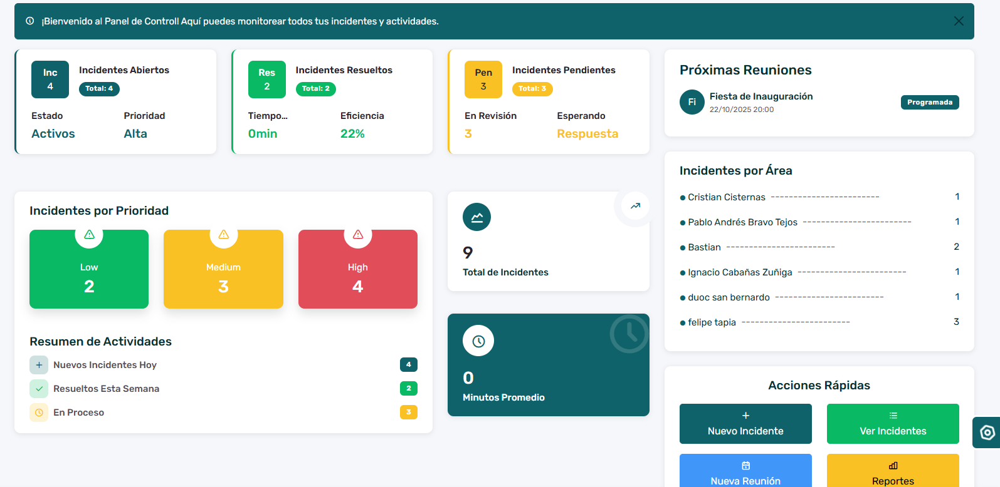 ¡Bienvenido al Panel de Control! Aquí puedes monitorear todos tus incidentes y actividades.
Inc
4
Incidentes Abiertos
Total: 4
Estado
Activos
Prioridad
Alta
Res
2
Incidentes Resueltos
Total: 2
Tiempo...
0min
Eficiencia
22%
Pen
3
Incidentes Pendientes
Total: 3
En Revisión
3
Esperando
Respuesta
Próximas Reuniones
Fi
Fiesta de Inauguración
22/10/2025 20:00
Programada
Incidentes por Prioridad
Low
2
Medium
3
High
4
Resumen de Actividades
Nuevos Incidentes Hoy 4
Resueltos Esta Semana 2
En Proceso 3
9
Total de Incidentes
0
Minutos Promedio
Incidentes por Área
Cristian Cisternas ------------------------ 1
Pablo Andrés Bravo Tejos ------------------------ 1
Bastian ------------------------ 2
Ignacio Cabañas Zuñiga ------------------------ 1
duoc san bernardo ------------------------ 1
felipe tapia ------------------------ 3
Acciones Rápidas
Nuevo Incidente
Ver Incidentes
Nueva Reunión
Reportes